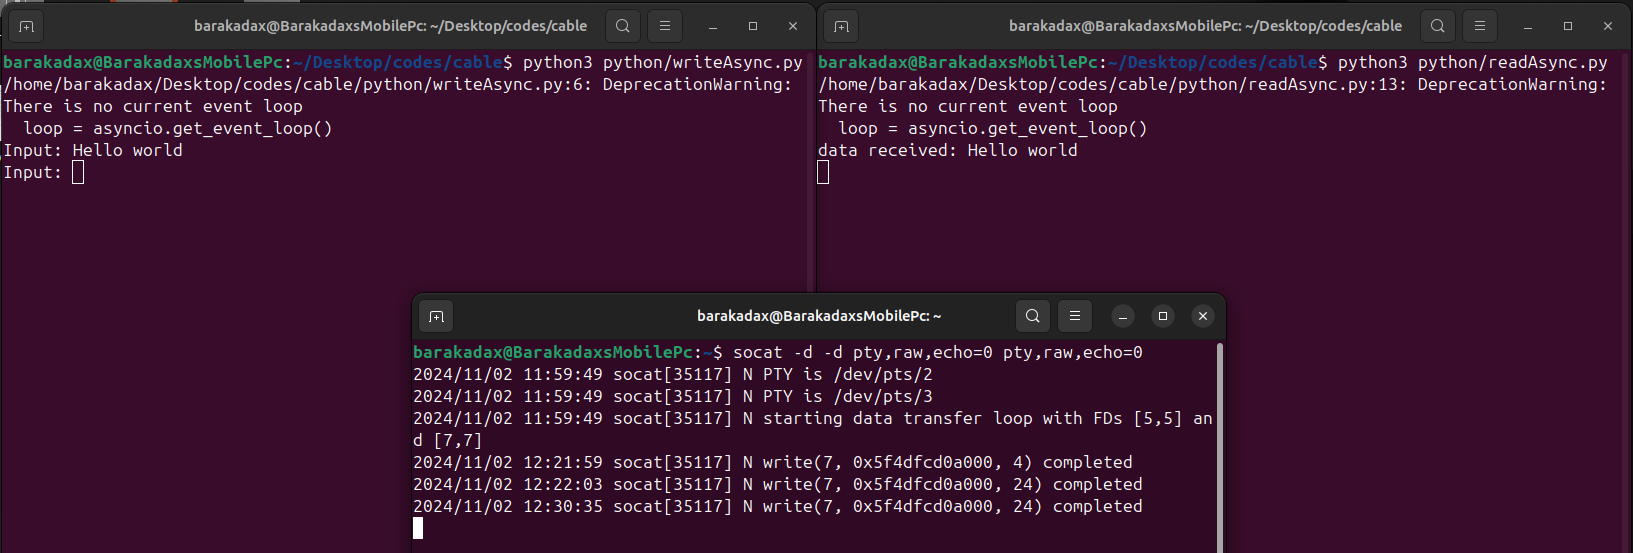 barakadax@BarakadaxsMobilePc: ~/Desktop/codes/cable
barakadax@BarakadaxsMobilePc:~/Desktop/codes/cable$ python3 python/writeAsync.py
/home/barakadax/Desktop/codes/cable/python/writeAsync.py:6: DeprecationWarning:
There is no current event loop
  loop = asyncio.get_event_loop()
Input: Hello world
Input:
barakadax@BarakadaxsMobilePc: ~/Desktop/codes/cable
barakadax@BarakadaxsMobilePc:~/Desktop/codes/cable$ python3 python/readAsync.py
/home/barakadax/Desktop/codes/cable/python/readAsync.py:13: DeprecationWarning:
There is no current event loop
  loop = asyncio.get_event_loop()
data received: Hello world
barakadax@BarakadaxsMobilePc: ~
barakadax@BarakadaxsMobilePc:~$ socat -d -d pty,raw,echo=0 pty,raw,echo=0
2024/11/02 11:59:49 socat[35117] N PTY is /dev/pts/2
2024/11/02 11:59:49 socat[35117] N PTY is /dev/pts/3
2024/11/02 11:59:49 socat[35117] N starting data transfer loop with FDs [5,5] an
d [7,7]
2024/11/02 12:21:59 socat[35117] N write(7, 0x5f4dfcd0a000, 4) completed
2024/11/02 12:22:03 socat[35117] N write(7, 0x5f4dfcd0a000, 24) completed
2024/11/02 12:30:35 socat[35117] N write(7, 0x5f4dfcd0a000, 24) completed